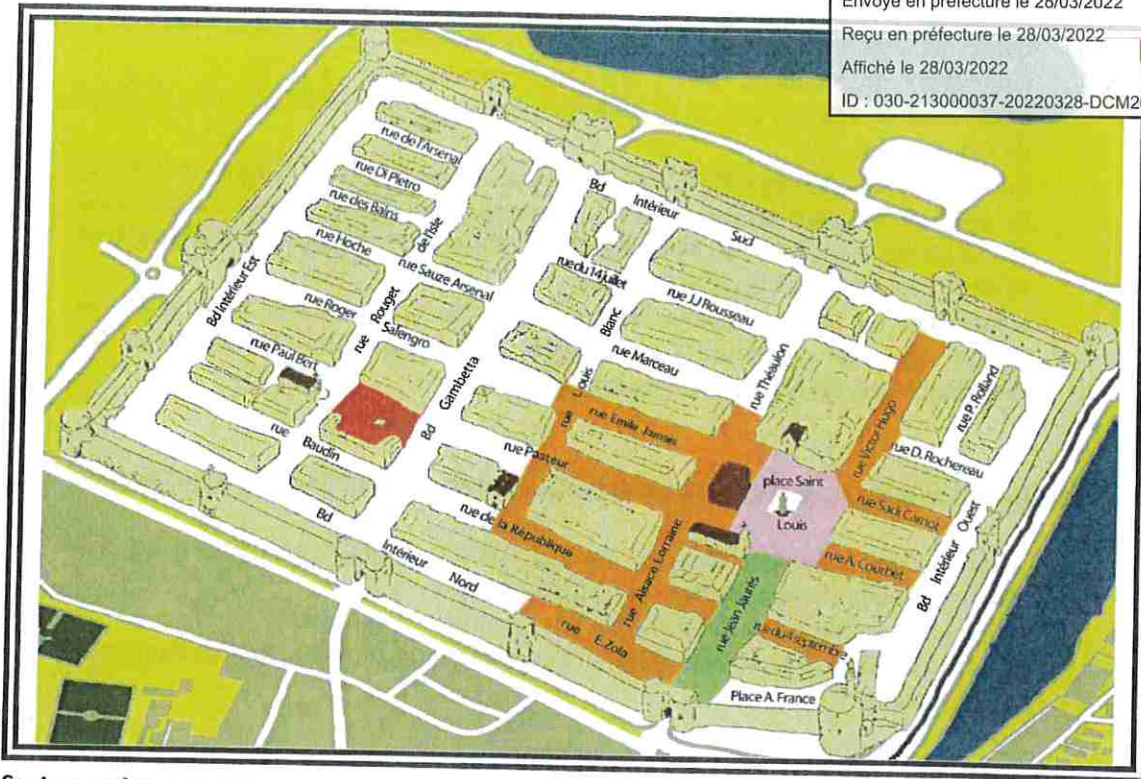 Envoyé en préfecture le 28/03/2022
Reçu en préfecture le 28/03/2022
Affiché le 28/03/2022
rue de l'Arsenal
rue Di Pietro
rue des Bains
rue Hoche
de l'Isle
rue Sauze Arsenal
Bd Intérieur Sud
rue du 14 juillet
rue JJ Rousseau
Bd Intérieur Est
rue Roger
Salengro
rue Rouget
rue Paul Bert
Gambetta
Bd
Blanc
rue Louis
rue Marceau
rue Théaulon
rue Emile Jamais
rue Victor Hugo
rue P. Rolland
rue D. Rochereau
rue
Baudin
rue Pasteur
place Saint
Louis
rue Sadi Carnot
Bd Intérieur Ouest
rue de la République
rue Alsace Lorraine
rue A. Courbet
Bd
Intérieur
Nord
rue Jean Jaurès
rue du 4 septembre
rue E. Zola
Place A. France